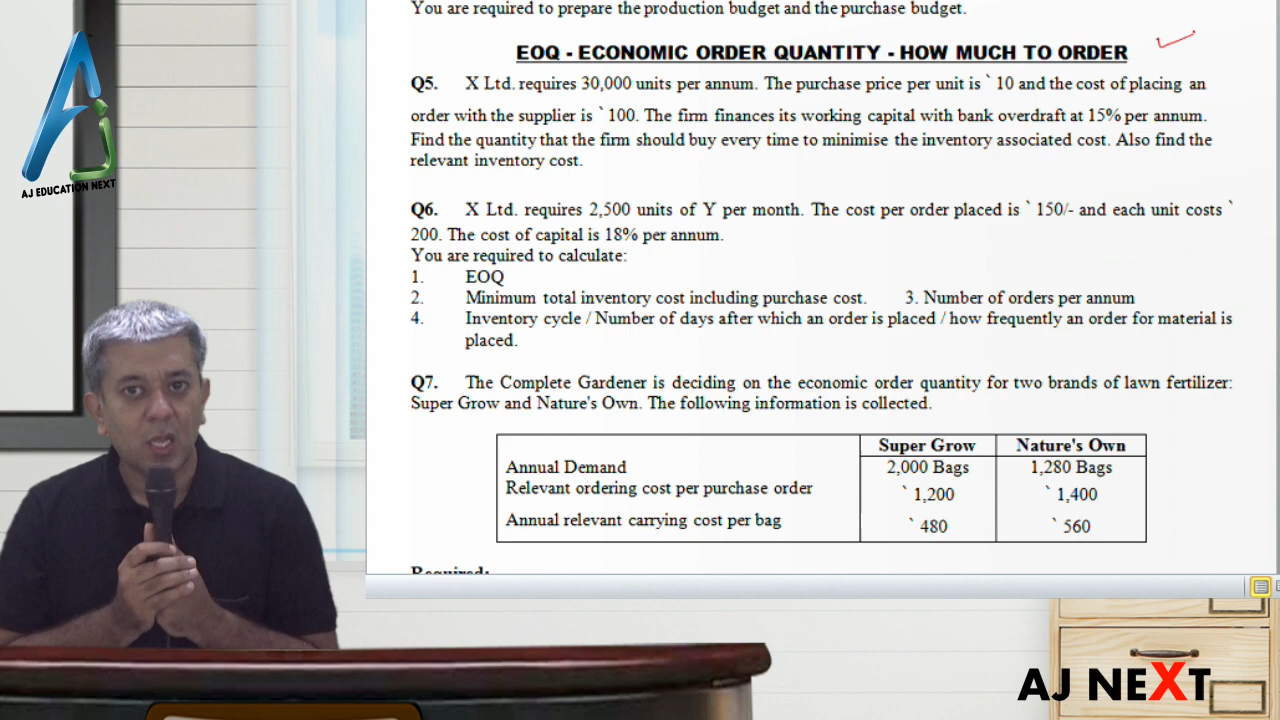 You are required to prepare the production budget and the purchase budget.
EOQ - ECONOMIC ORDER QUANTITY - HOW MUCH TO ORDER
Q5. X Ltd. requires 30,000 units per annum. The purchase price per unit is ` 10 and the cost of placing an
order with the supplier is ` 100. The firm finances its working capital with bank overdraft at 15% per annum.
Find the quantity that the firm should buy every time to minimise the inventory associated cost. Also find the
relevant inventory cost.
Q6. X Ltd. requires 2,500 units of Y per month. The cost per order placed is ` 150/- and each unit costs `
200. The cost of capital is 18% per annum.
You are required to calculate:
1. EOQ
2. Minimum total inventory cost including purchase cost. 3. Number of orders per annum
4. Inventory cycle / Number of days after which an order is placed / how frequently an order for material is
placed.
Q7. The Complete Gardener is deciding on the economic order quantity for two brands of lawn fertilizer:
Super Grow and Nature's Own. The following information is collected.
Super Grow Nature's Own
Annual Demand 2,000 Bags 1,280 Bags
Relevant ordering cost per purchase order ` 1,200 ` 1,400
Annual relevant carrying cost per bag ` 480 ` 560
Required:
AJ EDUCATION NEXT
AJ NEXT